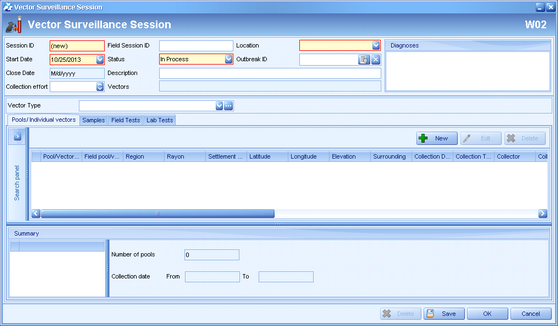 Vector Surveillance Session
Vector Surveillance Session W02
Session ID (new) Field Session ID Location Diagnoses
Start Date 10/25/2013 Status In Process Outbreak ID
Close Date M/d/yyyy Description
Collection effort Vectors
Vector Type
Pools/Individual vectors Samples Field Tests Lab Tests
New Edit Delete
Search panel
Pool/Vector... Field pool/v... Region Rayon Settlement ... Latitude Longitude Elevation Surrounding Collection D... Collection T... Collector Coll
Summary
Number of pools 0
Collection date From To
Delete Save OK Cancel